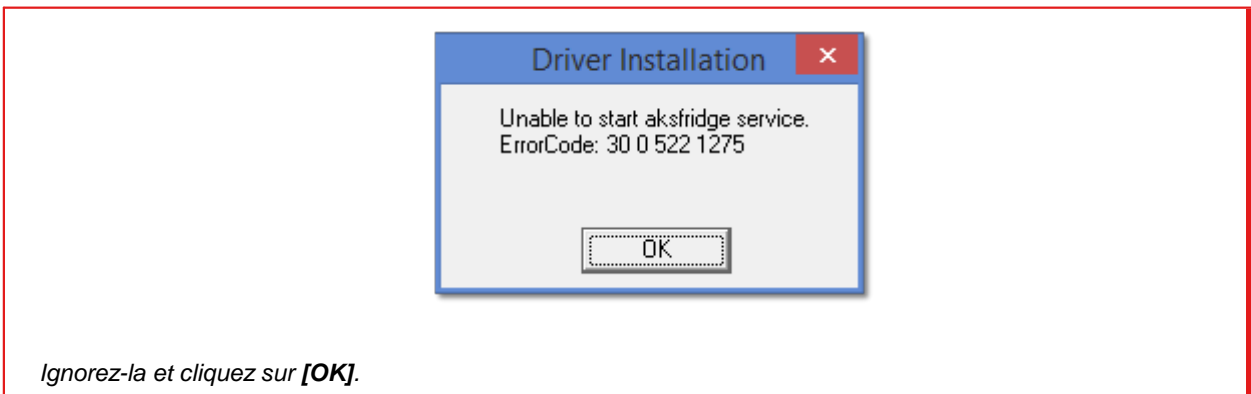 Driver Installation
Unable to start aksfridge service.
ErrorCode: 30 0 522 1275
OK
Ignorez-la et cliquez sur [OK].